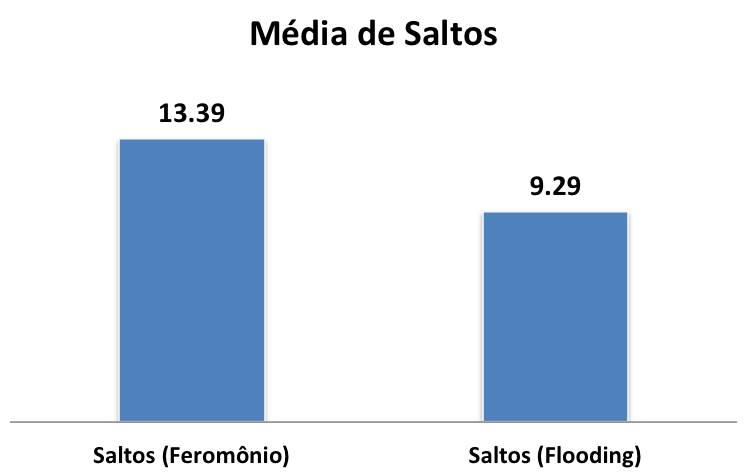 Média de Saltos
13.39
9.29
Saltos (Feromônio)
Saltos (Flooding)